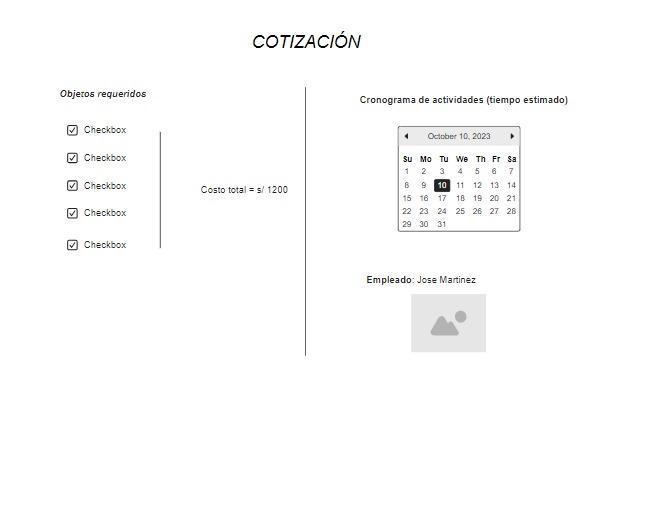 COTIZACIÓN
Objetos requeridos
Checkbox
Checkbox
Checkbox
Checkbox
Checkbox
Costo total = s/ 1200
Cronograma de actividades (tiempo estimado)
October 10, 2023
Su Mo Tu We Th Fr Sa
1 2 3 4 5 6 7
8 9 10 11 12 13 14
15 16 17 18 19 20 21
22 23 24 25 26 27 28
29 30 31
Empleado: Jose Martinez